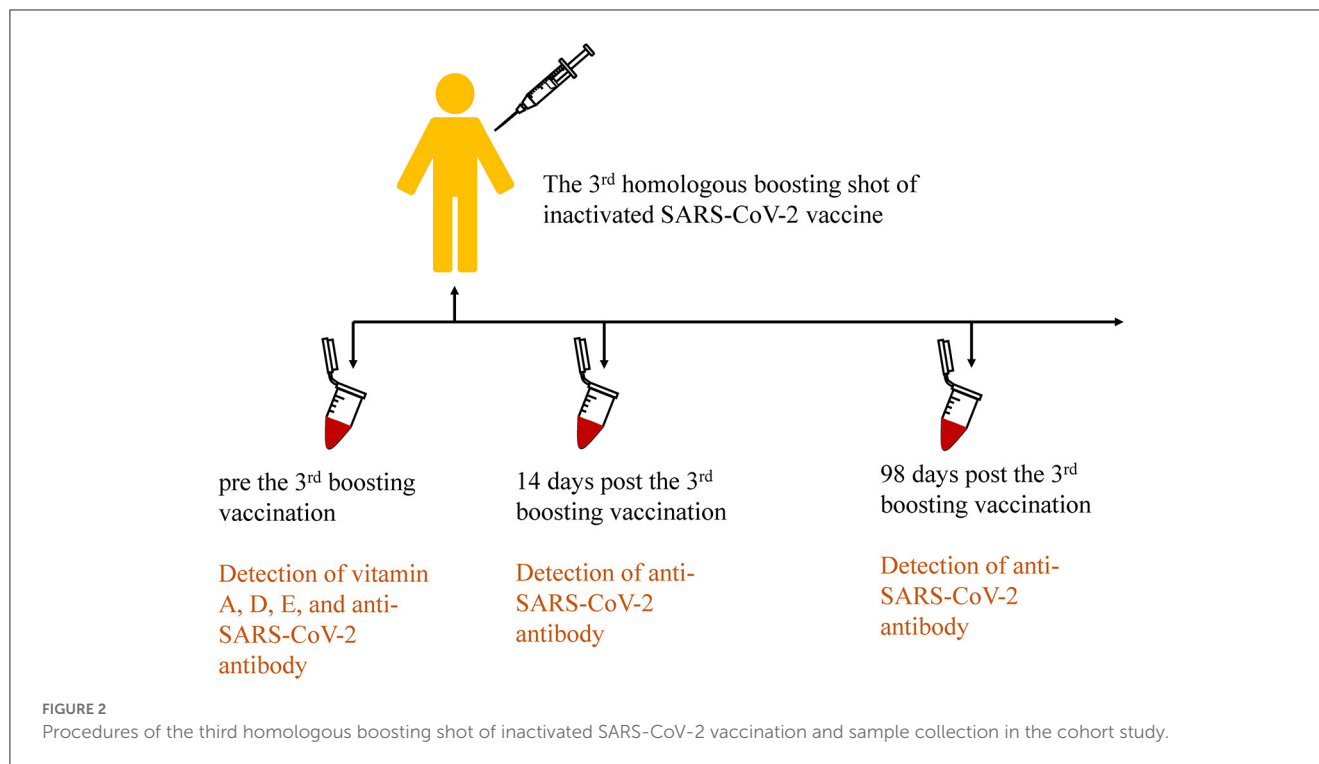 The 3rd homologous boosting shot of
inactivated SARS-CoV-2 vaccine
pre the 3rd boosting
vaccination
Detection of vitamin
A, D, E, and anti-
SARS-CoV-2
antibody
14 days post the 3rd
boosting vaccination
Detection of anti-
SARS-CoV-2
antibody
98 days post the 3rd
boosting vaccination
Detection of anti-
SARS-CoV-2
antibody
FIGURE 2
Procedures of the third homologous boosting shot of inactivated SARS-CoV-2 vaccination and sample collection in the cohort study.